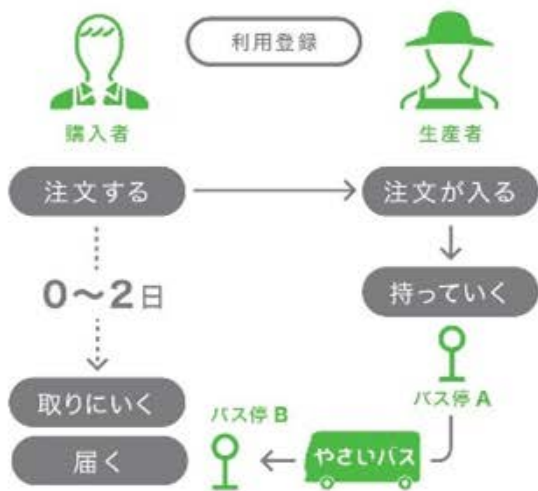 利用登録
購入者
生産者
注文する
注文が入る
0〜2日
持っていく
バス停 A
取りにいく
バス停 B
やさいバス
届く